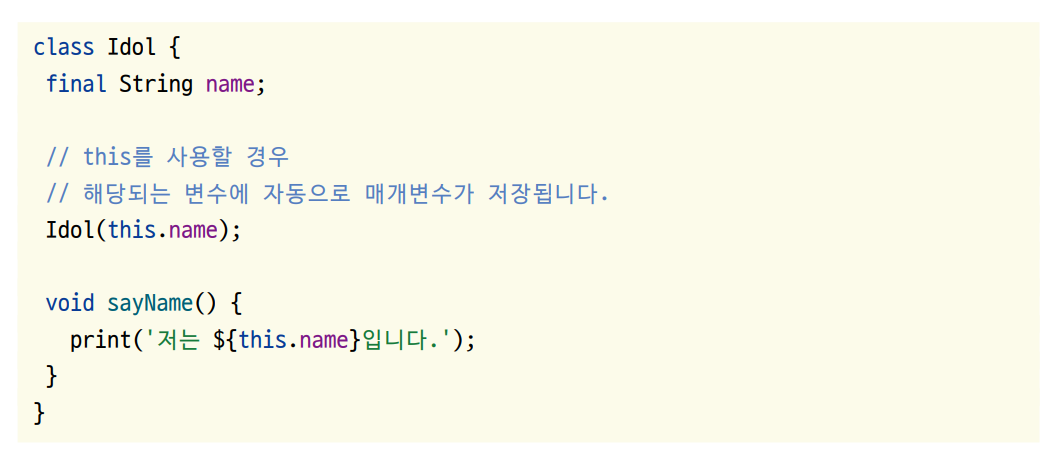 class Idol {
final String name;
// this를 사용할 경우
// 해당되는 변수에 자동으로 매개변수가 저장됩니다.
Idol(this.name);
void sayName() {
print('저는 ${this.name}입니다.');
}
}